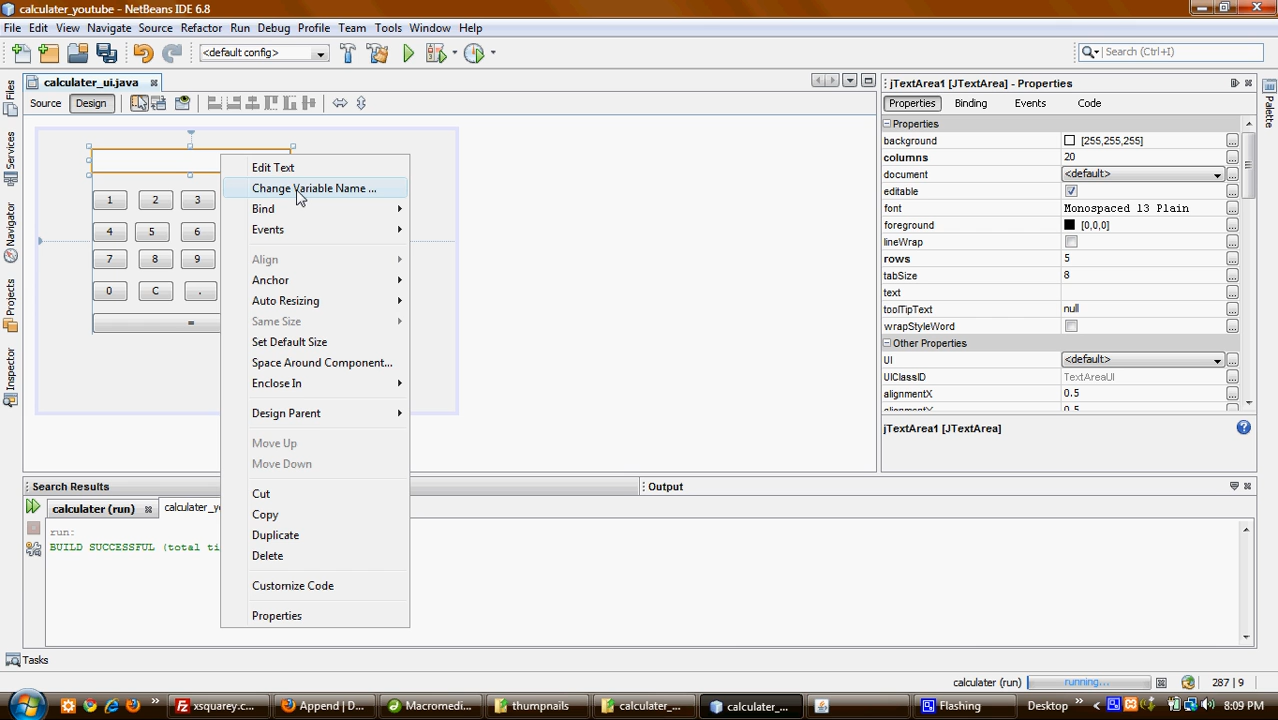 calculater_youtube - NetBeans IDE 6.8
File Edit View Navigate Source Refactor Run Debug Profile Team Tools Window Help
<default config>
Search (Ctrl+I)
calculater_ui.java
Source Design
Files
Services
Navigator
Projects
Inspector
Palette
1 2 3
4 5 6
7 8 9
0 C .
=
Edit Text
Change Variable Name ...
Bind
Events
Align
Anchor
Auto Resizing
Same Size
Set Default Size
Space Around Component...
Enclose In
Design Parent
Move Up
Move Down
Cut
Copy
Duplicate
Delete
Customize Code
Properties
jTextArea1 [JTextArea] - Properties
Properties Binding Events Code
Properties
background [255,255,255] ...
columns 20 ...
document <default> ...
editable ...
font Monospaced 13 Plain ...
foreground [0,0,0] ...
lineWrap ...
rows 5 ...
tabSize 8 ...
text ...
toolTipText null ...
wrapStyleWord ...
Other Properties
UI <default> ...
UIClassID TextAreaUI ...
alignmentX 0.5 ...
alignmentY 0.5
jTextArea1 [JTextArea]
Search Results
Output
calculater (run) calculater_yo
run:
BUILD SUCCESSFUL (total ti
Tasks
calculater (run) running... 287 | 9
xsquarey.c... Append | D... Macromedi... thumpnails calculater_... calculater_... Flashing Desktop 8:09 PM